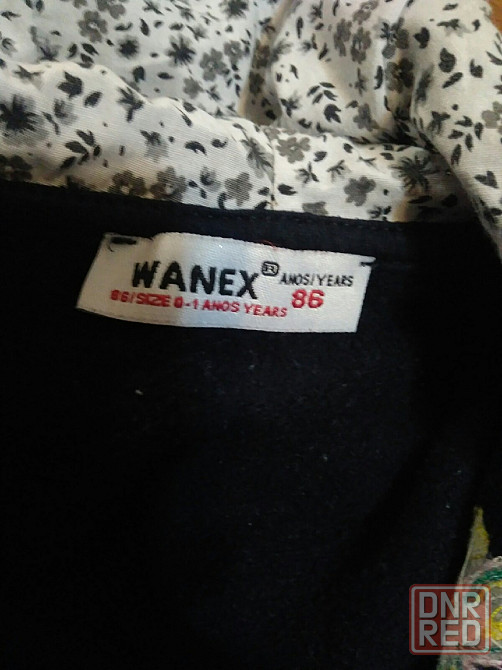 WANEX® ANOS/YEARS
86/SIZE 0-1 ANOS YEARS 86
DNR
RED